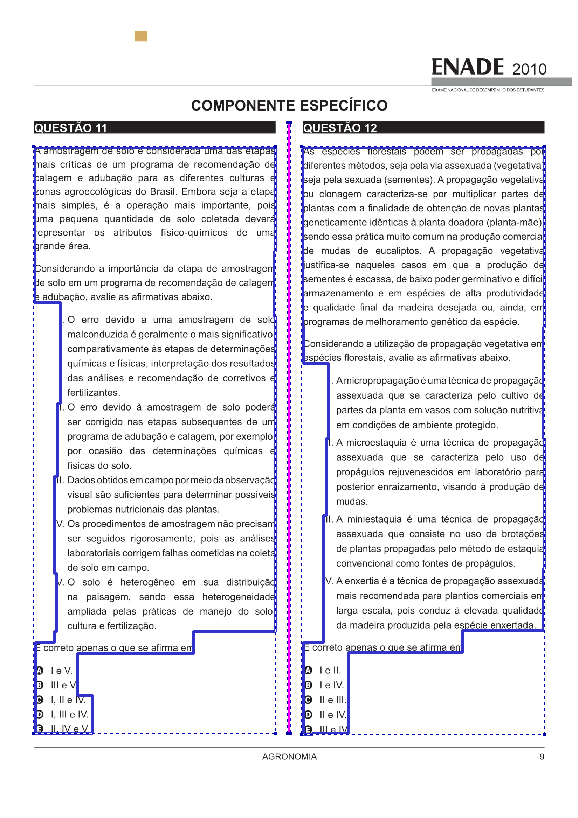 ENADE 2010
EXAME NACIONAL DE DESEMPENHO DOS ESTUDANTES
COMPONENTE ESPECÍFICO
QUESTÃO 11
A amostragem de solo é considerada uma das etapas
mais críticas de um programa de recomendação de
calagem e adubação para as diferentes culturas e
zonas agroecológicas do Brasil. Embora seja a etapa
mais simples, é a operação mais importante, pois
uma pequena quantidade de solo coletada deverá
representar os atributos físico-químicos de uma
grande área.
Considerando a importância da etapa de amostragem
de solo em um programa de recomendação de calagem
e adubação, avalie as afirmativas abaixo.
I. O erro devido a uma amostragem de solo
malconduzida é geralmente o mais significativo,
comparativamente às etapas de determinações
químicas e físicas, interpretação dos resultados
das análises e recomendação de corretivos e
fertilizantes.
II. O erro devido à amostragem de solo poderá
ser corrigido nas etapas subsequentes de um
programa de adubação e calagem, por exemplo,
por ocasião das determinações químicas e
físicas do solo.
III. Dados obtidos em campo por meio da observação
visual são suficientes para determinar possíveis
problemas nutricionais das plantas.
IV. Os procedimentos de amostragem não precisam
ser seguidos rigorosamente, pois as análises
laboratoriais corrigem falhas cometidas na coleta
de solo em campo.
V. O solo é heterogêneo em sua distribuição
na paisagem, sendo essa heterogeneidade
ampliada pelas práticas de manejo do solo,
cultura e fertilização.
É correto apenas o que se afirma em
A I e V.
B III e V.
C I, II e IV.
D I, III e IV.
E II, IV e V.
QUESTÃO 12
As espécies florestais podem ser propagadas por
diferentes métodos, seja pela via assexuada (vegetativa),
seja pela sexuada (sementes). A propagação vegetativa
ou clonagem caracteriza-se por multiplicar partes de
plantas com a finalidade de obtenção de novas plantas
geneticamente idênticas à planta doadora (planta-mãe),
sendo essa prática muito comum na produção comercial
de mudas de eucaliptos. A propagação vegetativa
justifica-se naqueles casos em que a produção de
sementes é escassa, de baixo poder germinativo e difícil
armazenamento e em espécies de alta produtividade
e qualidade final da madeira desejada ou, ainda, em
programas de melhoramento genético da espécie.
Considerando a utilização de propagação vegetativa em
espécies florestais, avalie as afirmativas abaixo.
I. A micropropagação é uma técnica de propagação
assexuada que se caracteriza pelo cultivo de
partes da planta em vasos com solução nutritiva
em condições de ambiente protegido.
II. A microestaquia é uma técnica de propagação
assexuada que se caracteriza pelo uso de
propágulos rejuvenescidos em laboratório para
posterior enraizamento, visando à produção de
mudas.
III. A miniestaquia é uma técnica de propagação
assexuada que consiste no uso de brotações
de plantas propagadas pelo método de estaquia
convencional como fontes de propágulos.
IV. A enxertia é a técnica de propagação assexuada
mais recomendada para plantios comerciais em
larga escala, pois conduz à elevada qualidade
da madeira produzida pela espécie enxertada.
É correto apenas o que se afirma em
A I e II.
B I e IV.
C II e III.
D II e IV.
E III e IV.
AGRONOMIA
9